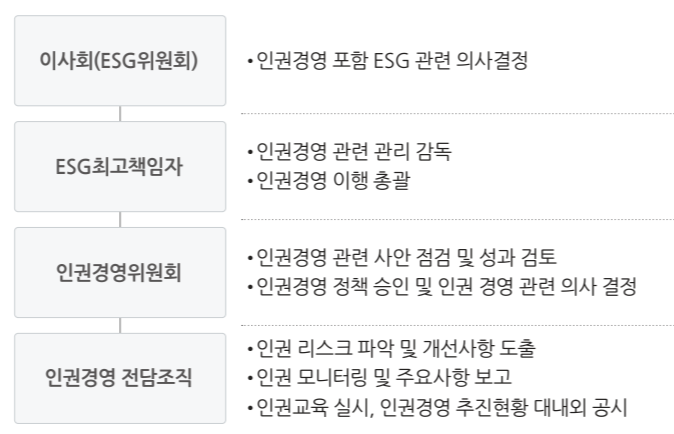 이사회(ESG위원회)
•인권경영 포함 ESG 관련 의사결정
ESG최고책임자
•인권경영 관련 관리 감독
•인권경영 이행 총괄
인권경영위원회
•인권경영 관련 사안 점검 및 성과 검토
•인권경영 정책 승인 및 인권 경영 관련 의사 결정
인권경영 전담조직
•인권 리스크 파악 및 개선사항 도출
•인권 모니터링 및 주요사항 보고
•인권교육 실시, 인권경영 추진현황 대내외 공시